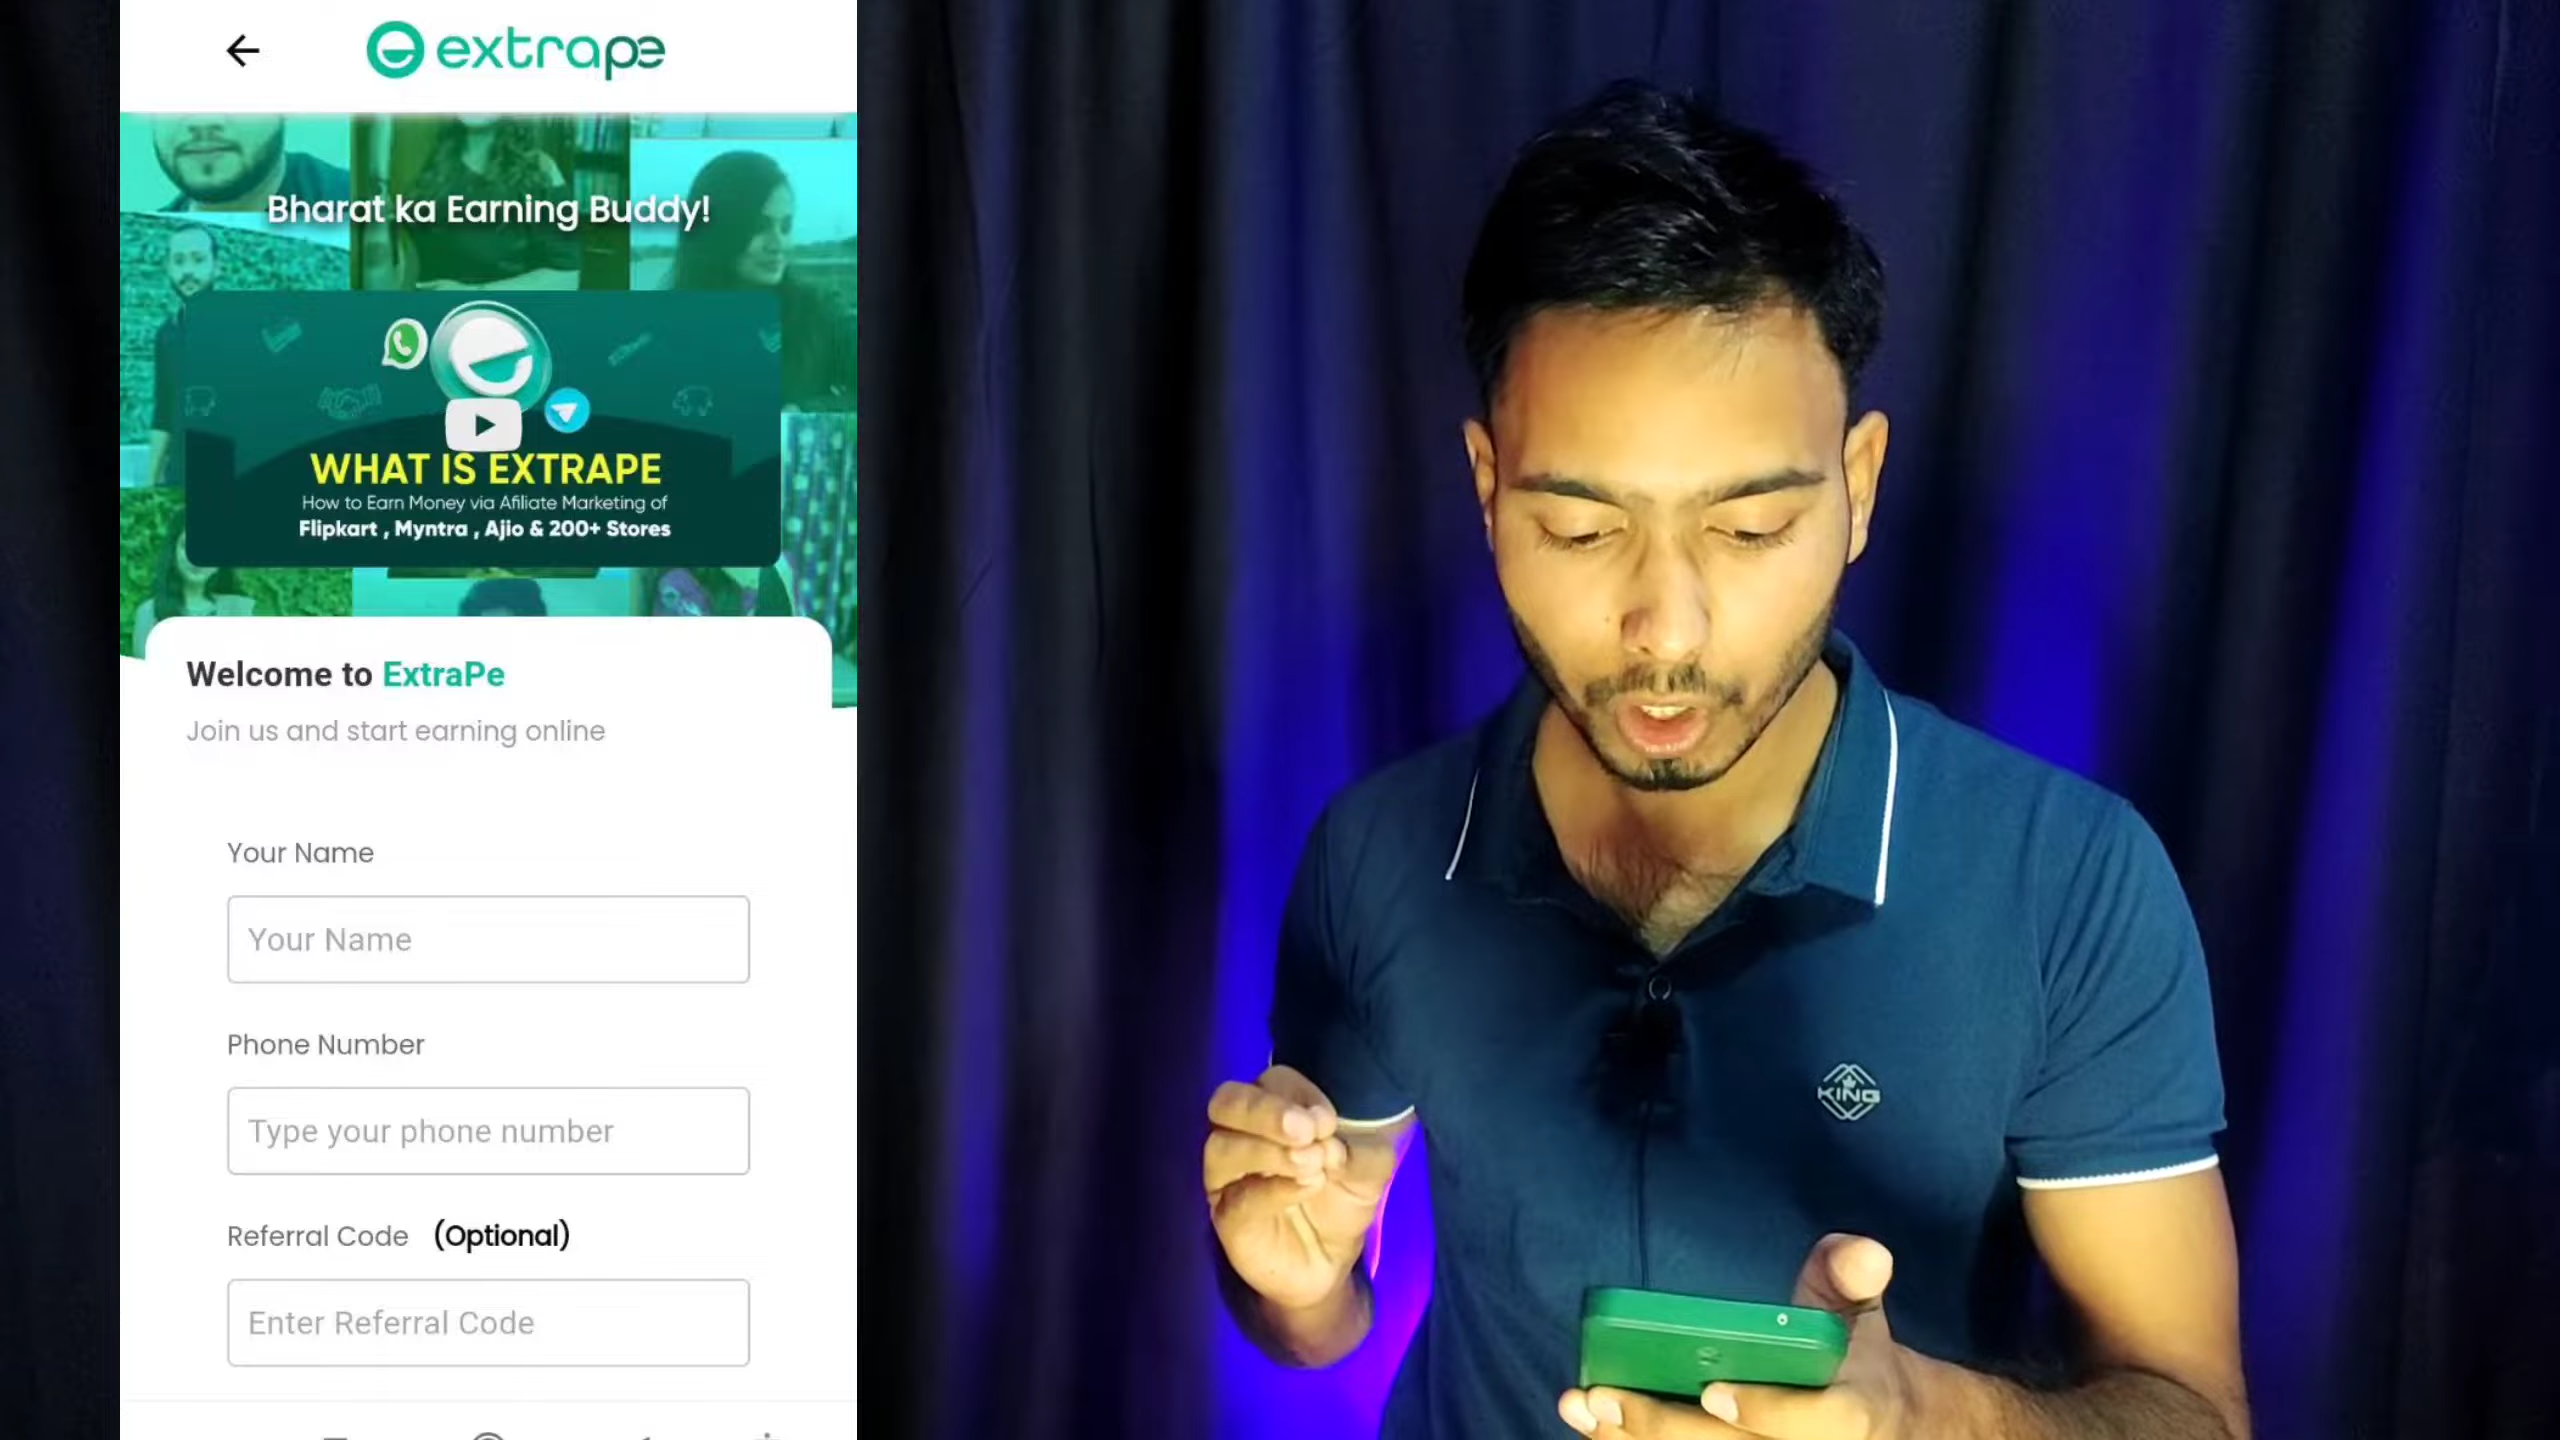 extrape
Bharat ka Earning Buddy!
WHAT IS EXTRAPE
How to Earn Money via Afiliate Marketing of
Flipkart , Myntra , Ajio & 200+ Stores
Welcome to ExtraPe
Join us and start earning online
Your Name
Your Name
Phone Number
Type your phone number
Referral Code (Optional)
Enter Referral Code
KING